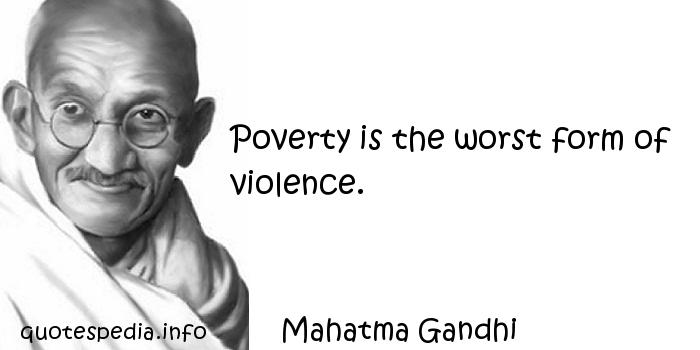 Poverty is the worst form of
violence.
quotespedia.info
Mahatma Gandhi